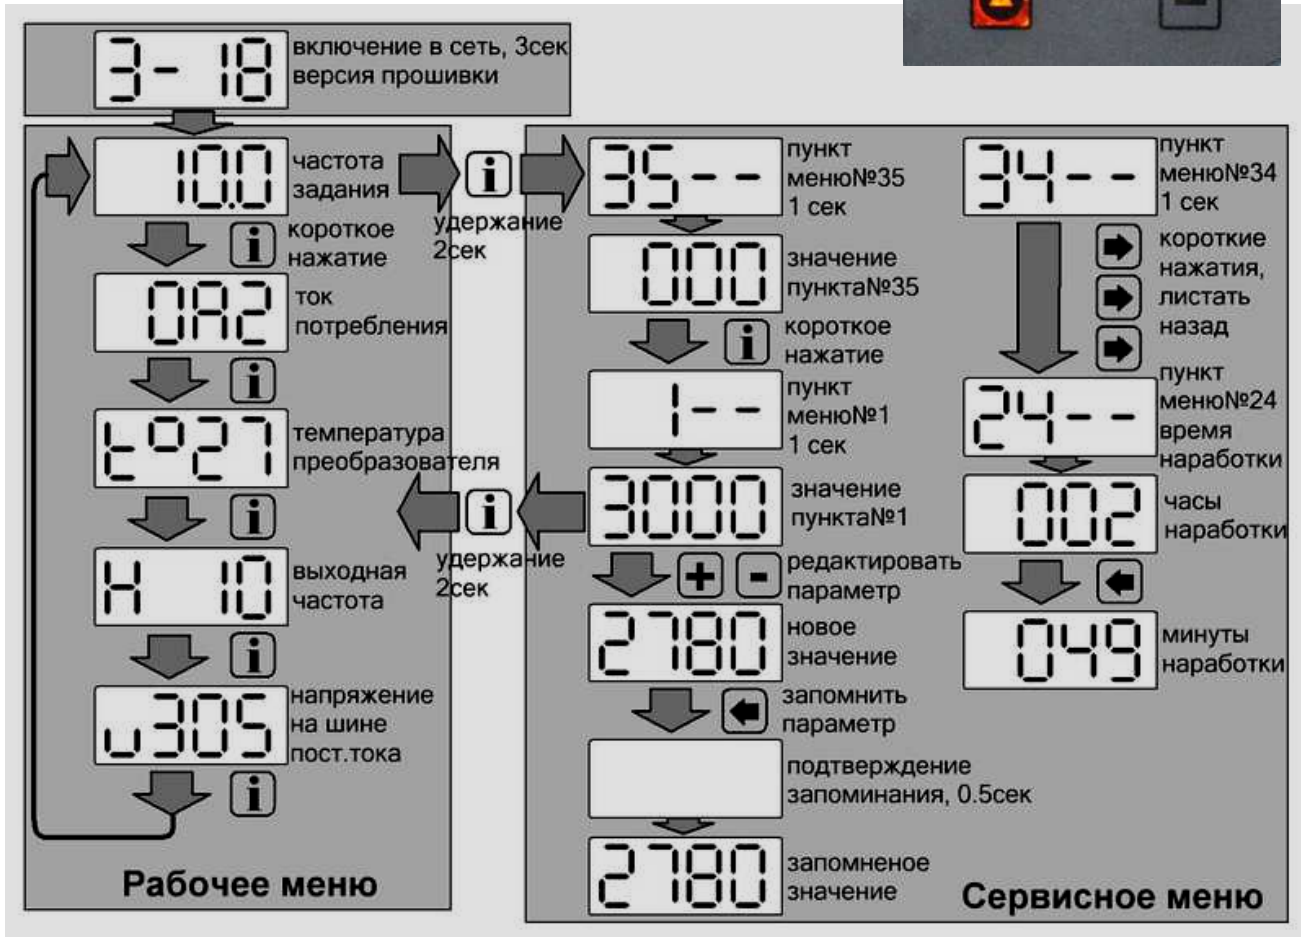 3-18
включение в сеть, 3сек
версия прошивки
10.0
частота
задания
i
короткое
нажатие
0A2
ток
потребления
i
t°27
температура
преобразователя
i
H 10
выходная
частота
i
u305
напряжение
на шине
пост.тока
i
Рабочее меню
i
удержание
2сек
i
удержание
2сек
35--
пункт
меню№35
1 сек
000
значение
пункта№35
i
короткое
нажатие
1--
пункт
меню№1
1 сек
3000
значение
пункта№1
+ -
редактировать
параметр
2780
новое
значение
запомнить
параметр
подтверждение
запоминания, 0.5сек
2780
запомненое
значение
34--
пункт
меню№34
1 сек
короткие
нажатия,
листать
назад
24--
пункт
меню№24
время
наработки
002
часы
наработки
049
минуты
наработки
Сервисное меню